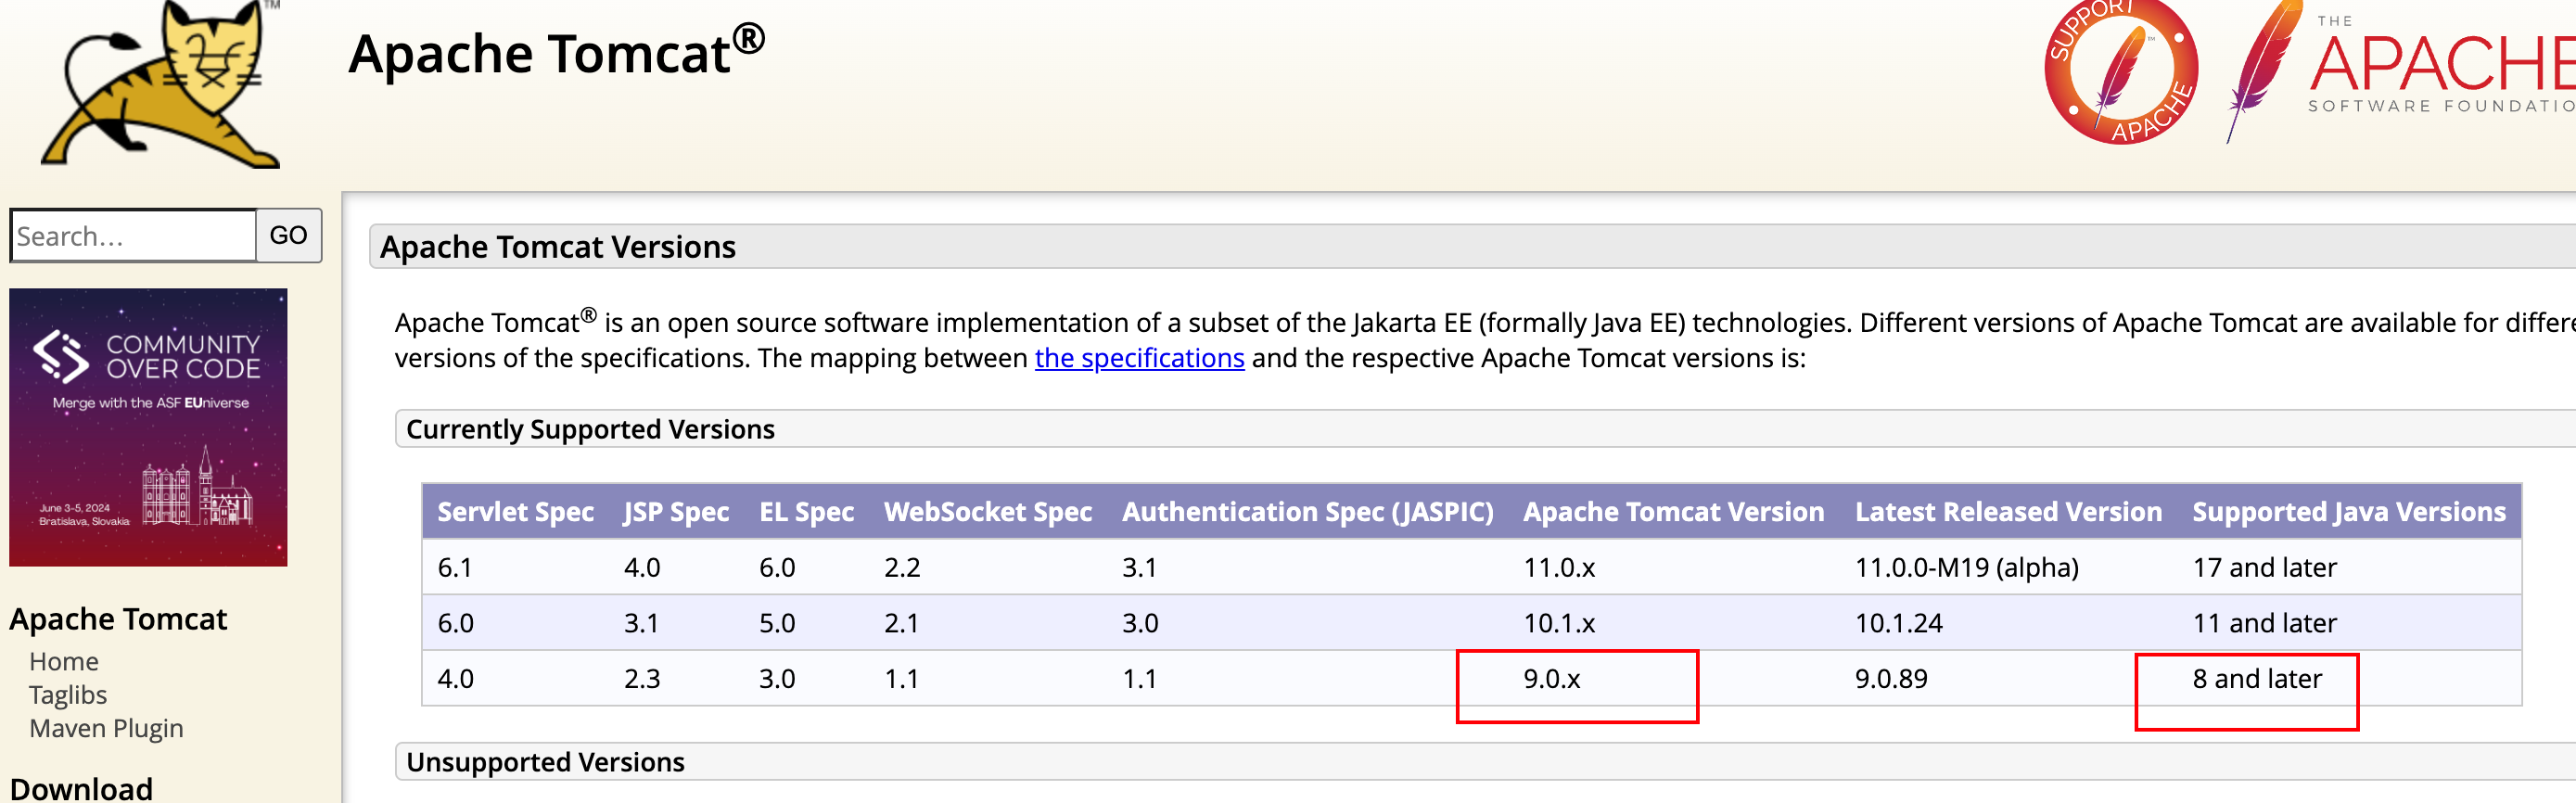 TM
Apache Tomcat®
SUPPORT
APACHE
TM
THE
APACHE
SOFTWARE FOUNDATIO
Search...
GO
COMMUNITY
OVER CODE
Merge with the ASF EUniverse
June 3-5, 2024
Bratislava, Slovakia
Apache Tomcat
Home
Taglibs
Maven Plugin
Download
Apache Tomcat Versions
Apache Tomcat® is an open source software implementation of a subset of the Jakarta EE (formally Java EE) technologies. Different versions of Apache Tomcat are available for differe
versions of the specifications. The mapping between the specifications and the respective Apache Tomcat versions is:
Currently Supported Versions
Servlet Spec JSP Spec EL Spec WebSocket Spec Authentication Spec (JASPIC) Apache Tomcat Version Latest Released Version Supported Java Versions
6.1 4.0 6.0 2.2 3.1 11.0.x 11.0.0-M19 (alpha) 17 and later
6.0 3.1 5.0 2.1 3.0 10.1.x 10.1.24 11 and later
4.0 2.3 3.0 1.1 1.1 9.0.x 9.0.89 8 and later
Unsupported Versions